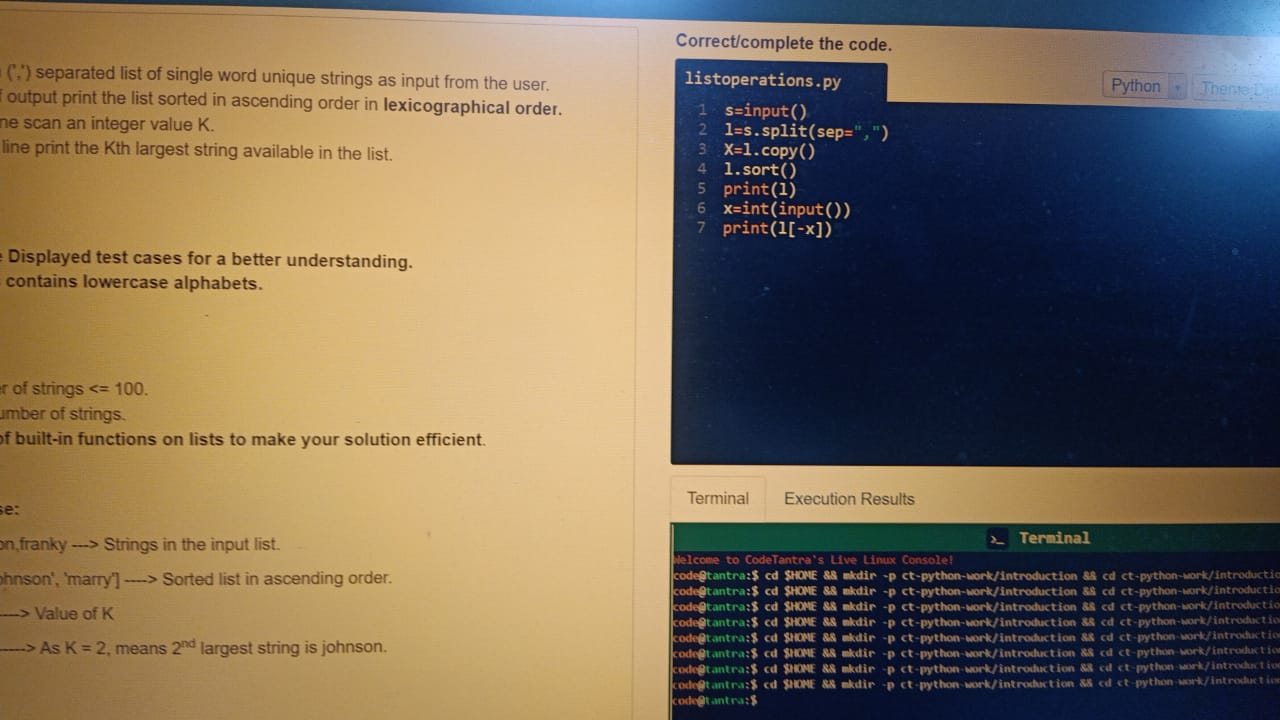 (',') separated list of single word unique strings as input from the user.
output print the list sorted in ascending order in lexicographical order.
scan an integer value K.
line print the Kth largest string available in the list.
Displayed test cases for a better understanding.
contains lowercase alphabets.
of strings <= 100.
of strings.
of built-in functions on lists to make your solution efficient.
on,franky ---> Strings in the input list.
ohnson', 'marry'] ----> Sorted list in ascending order.
----> Value of K
-----> As K = 2, means 2nd largest string is johnson.
Correct/complete the code.
listoperations.py
Python
1 s=input()
2 l=s.split(sep=",")
3 X=l.copy()
4 l.sort()
5 print(l)
6 x=int(input())
7 print(l[-x])
Terminal Execution Results
>_ Terminal
Welcome to CodeTantra's Live Linux Console!
code@tantra:$ cd $HOME && mkdir -p ct-python-work/introduction && cd ct-python-work/introductio
code@tantra:$ cd $HOME && mkdir -p ct-python-work/introduction && cd ct-python-work/introductio
code@tantra:$ cd $HOME && mkdir -p ct-python-work/introduction && cd ct-python-work/introductio
code@tantra:$ cd $HOME && mkdir -p ct-python-work/introduction && cd ct-python-work/introductio
code@tantra:$ cd $HOME && mkdir -p ct-python-work/introduction && cd ct-python-work/introductio
code@tantra:$ cd $HOME && mkdir -p ct-python-work/introduction && cd ct-python-work/introductio
code@tantra:$ cd $HOME && mkdir -p ct-python-work/introduction && cd ct-python-work/introductio
code@tantra:$ cd $HOME && mkdir -p ct-python-work/introduction && cd ct-python-work/introductio
code@tantra:$